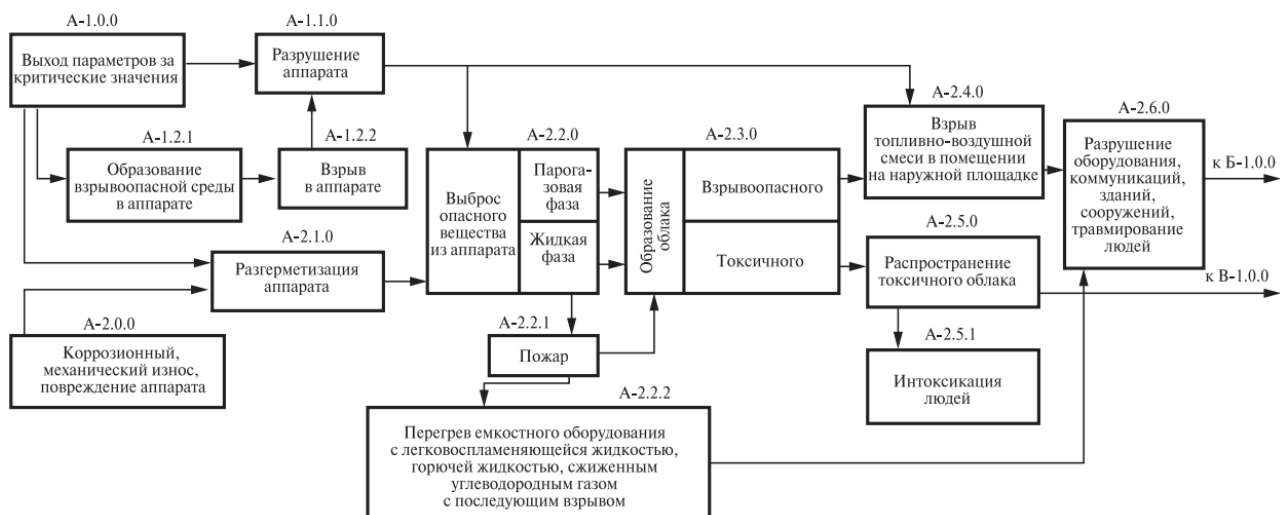 А-1.0.0
Выход параметров за
критические значения
А-1.1.0
Разрушение
аппарата
А-1.2.1
Образование
взрывоопасной среды
в аппарате
А-1.2.2
Взрыв
в аппарате
А-2.1.0
Разгерметизация
аппарата
А-2.0.0
Коррозионный,
механический износ,
повреждение аппарата
А-2.2.0
Выброс
опасного
вещества
из аппарата
Парога-
зовая
фаза
Жидкая
фаза
А-2.2.1
Пожар
А-2.2.2
Перегрев емкостного оборудования
с легковоспламеняющейся жидкостью,
горючей жидкостью, сжиженным
углеводородным газом
с последующим взрывом
А-2.3.0
Образование
облака
Взрывоопасного
Токсичного
А-2.4.0
Взрыв
топливно-воздушной
смеси в помещении
на наружной площадке
А-2.5.0
Распространение
токсичного облака
А-2.5.1
Интоксикация
людей
А-2.6.0
Разрушение
оборудования,
коммуникаций,
зданий,
сооружений,
травмирование
людей
к Б-1.0.0
к В-1.0.0